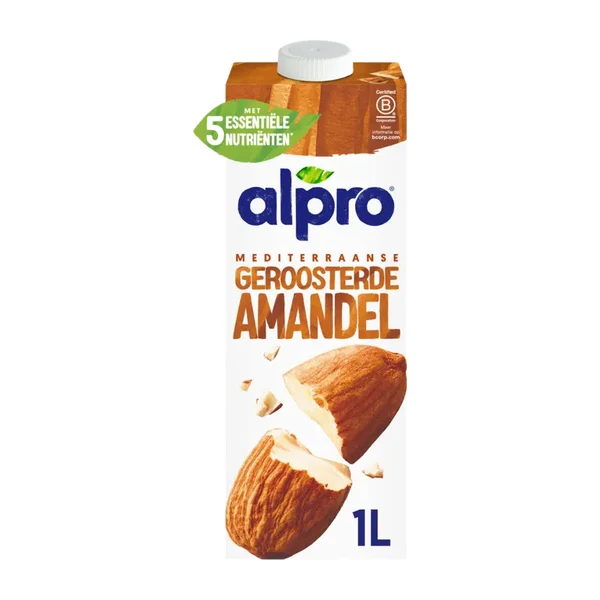 MET
5 ESSENTIËLE
NUTRIËNTEN*
Certified
B
Corporation
Meer
informatie op
bcorp.com
alpro®
MEDITERRAANSE
GEROOSTERDE
AMANDEL
1L